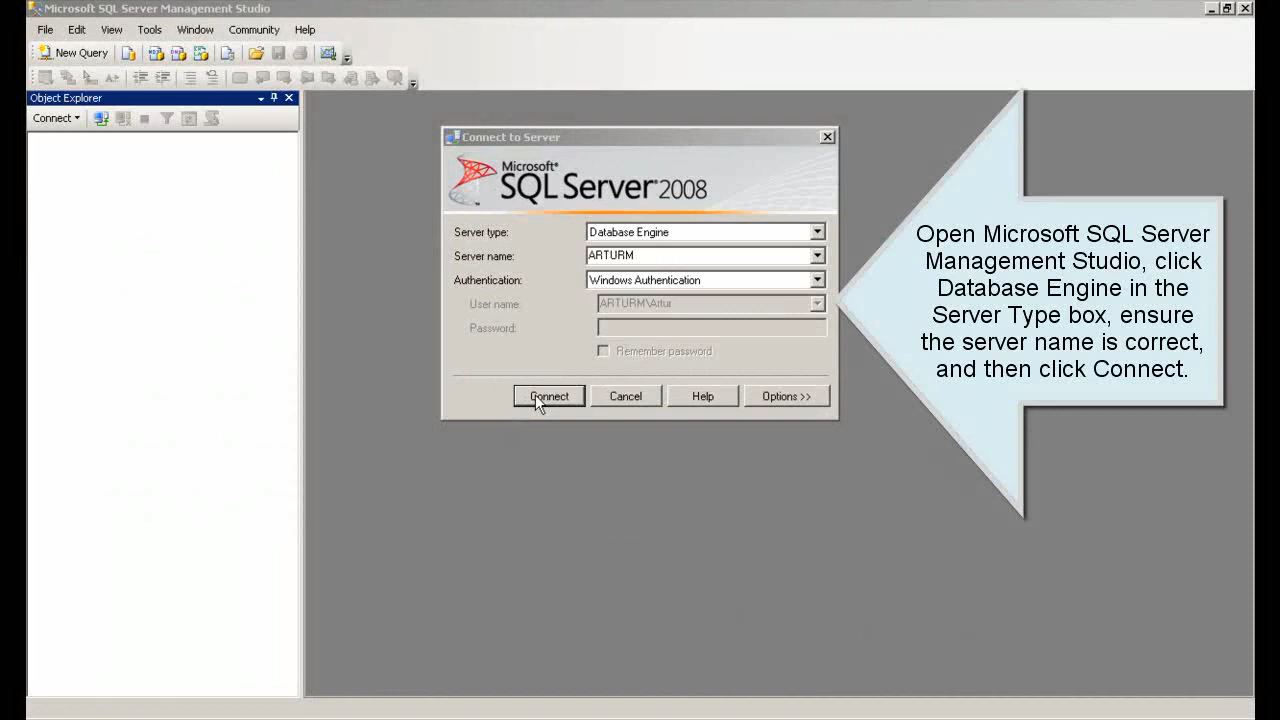 Microsoft SQL Server Management Studio
File Edit View Tools Window Community Help
New Query
Object Explorer
Connect
Connect to Server
Microsoft®
SQL Server® 2008
Server type: Database Engine
Server name: ARTURM
Authentication: Windows Authentication
User name: ARTURM\Artur
Password:
Remember password
Connect Cancel Help Options >>
Open Microsoft SQL Server
Management Studio, click
Database Engine in the
Server Type box, ensure
the server name is correct,
and then click Connect.